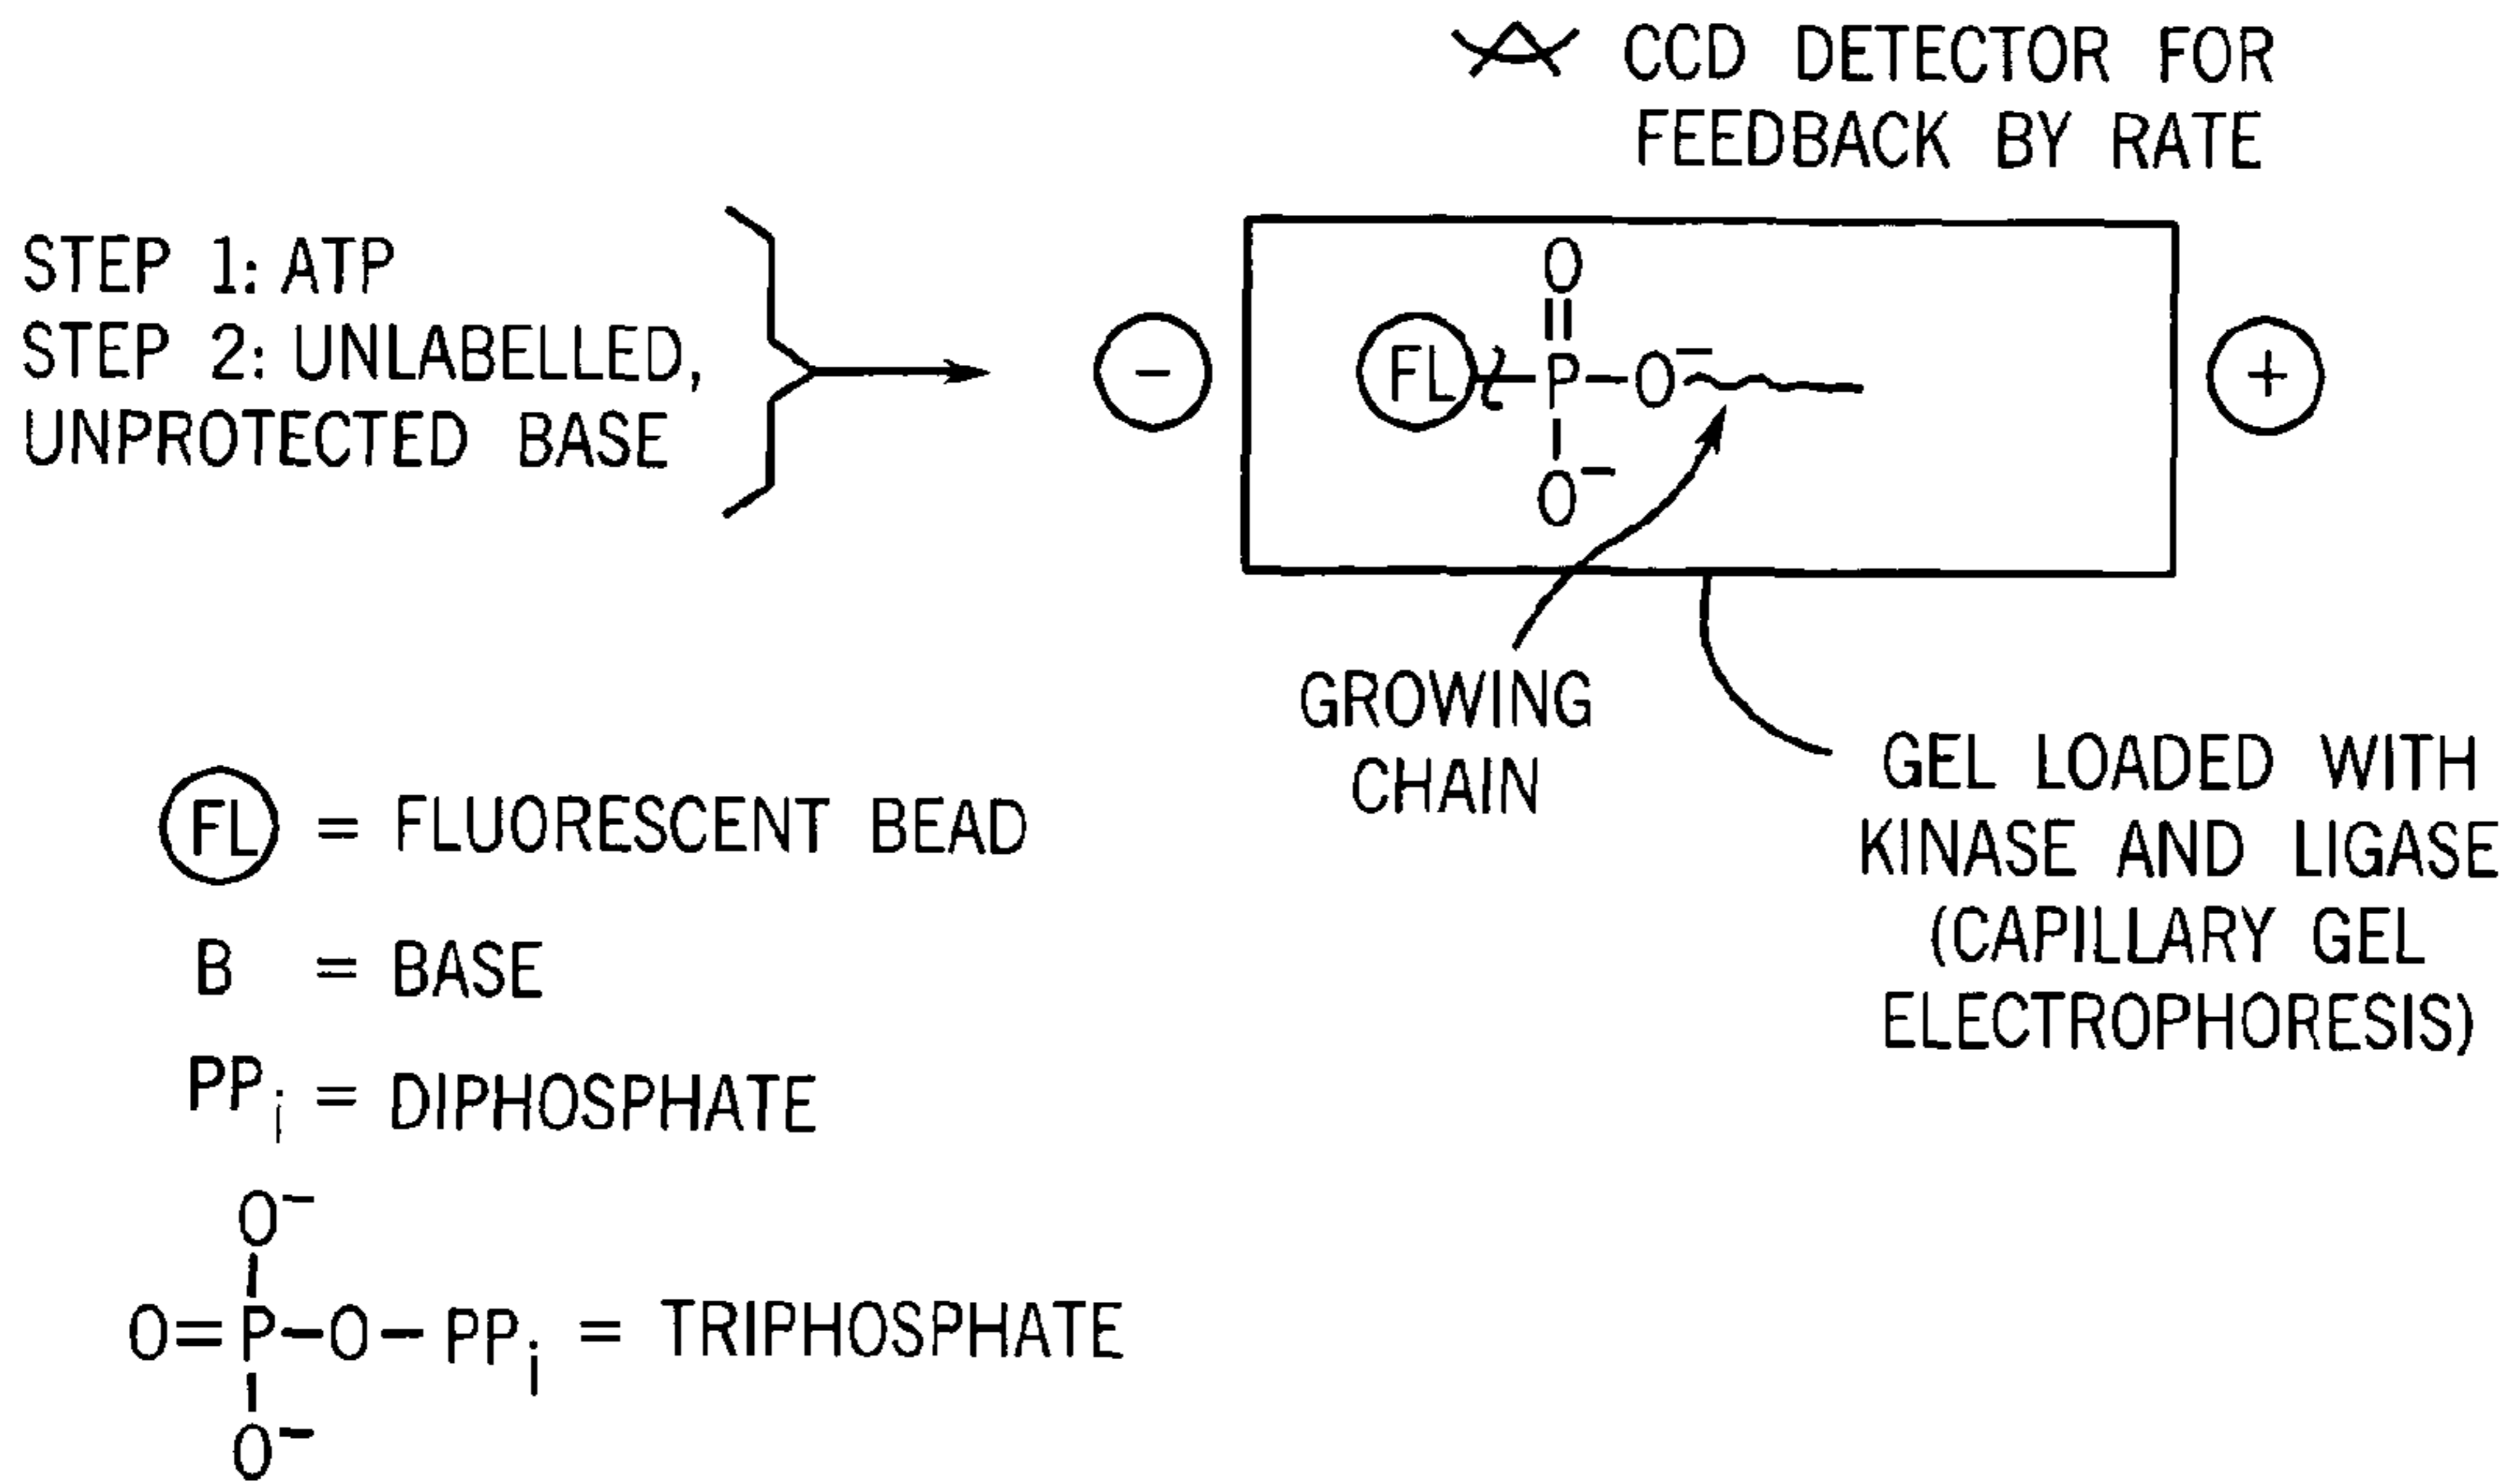 CCD DETECTOR FOR
FEEDBACK BY RATE
STEP 1: ATP
STEP 2: UNLABELLED,
UNPROTECTED BASE
−
O
FL P – O−
O−
+
GROWING
CHAIN
GEL LOADED WITH
KINASE AND LIGASE
(CAPILLARY GEL
ELECTROPHORESIS)
FL = FLUORESCENT BEAD
B = BASE
PPi = DIPHOSPHATE
O−
O=P–O–PPi = TRIPHOSPHATE
O−